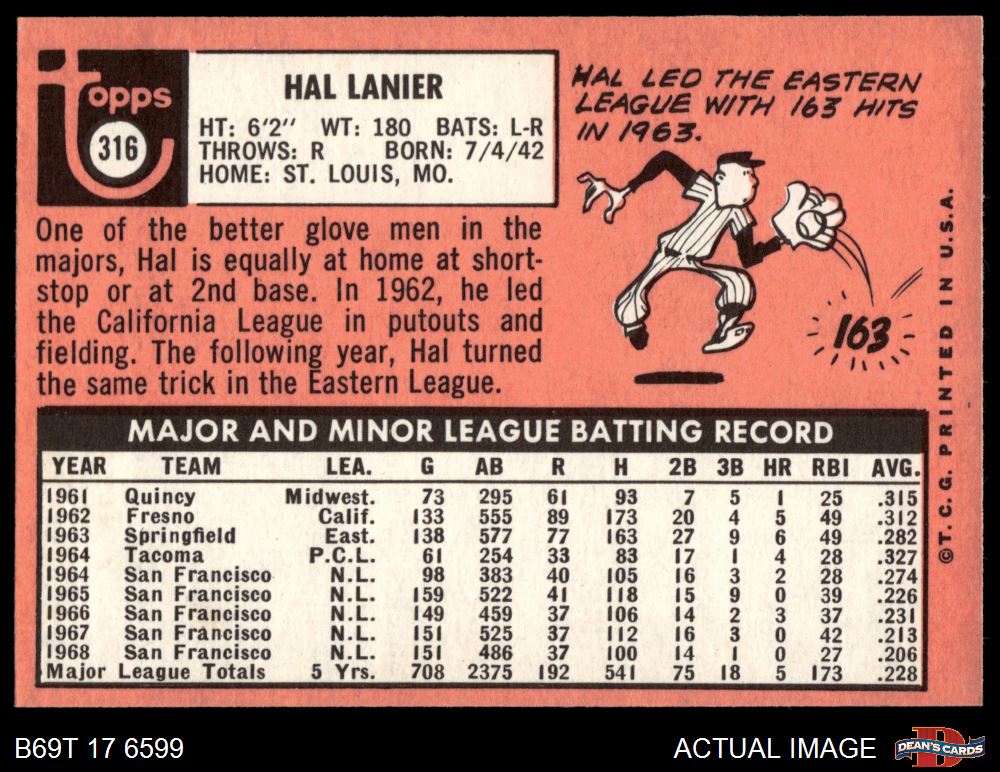 Topps
316
HAL LANIER
HT: 6'2" WT: 180 BATS: L-R
THROWS: R BORN: 7/4/42
HOME: ST. LOUIS, MO.
HAL LED THE EASTERN
LEAGUE WITH 163 HITS
IN 1963.
163
One of the better glove men in the
majors, Hal is equally at home at short-
stop or at 2nd base. In 1962, he led
the California League in putouts and
fielding. The following year, Hal turned
the same trick in the Eastern League.
MAJOR AND MINOR LEAGUE BATTING RECORD
YEAR TEAM LEA. G AB R H 2B 3B HR RBI AVG.
1961 Quincy Midwest. 73 295 61 93 7 5 1 25 .315
1962 Fresno Calif. 133 555 89 173 20 4 5 49 .312
1963 Springfield East. 138 577 77 163 27 9 6 49 .282
1964 Tacoma P.C.L. 61 254 33 83 17 1 4 28 .327
1964 San Francisco N.L. 98 383 40 105 16 3 2 28 .274
1965 San Francisco N.L. 159 522 41 118 15 9 0 39 .226
1966 San Francisco N.L. 149 459 37 106 14 2 3 37 .231
1967 San Francisco N.L. 151 525 37 112 16 3 0 42 .213
1968 San Francisco N.L. 151 486 37 100 14 1 0 27 .206
Major League Totals 5 Yrs. 708 2375 192 541 75 18 5 173 .228
©T.C.G. PRINTED IN U.S.A.
B69T 17 6599
ACTUAL IMAGE
DEAN'S CARDS